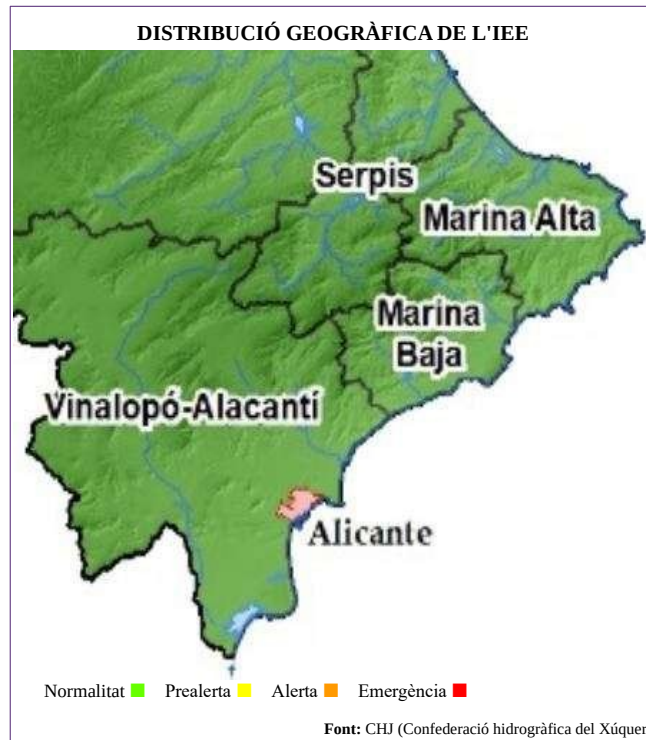 DISTRIBUCIÓ GEOGRÀFICA DE L'IEE
Serpis
Marina Alta
Marina
Baja
Vinalopó-Alacantí
Alicante
Normalitat Prealerta Alerta Emergència
Font: CHJ (Confederació hidrogràfica del Xúquer